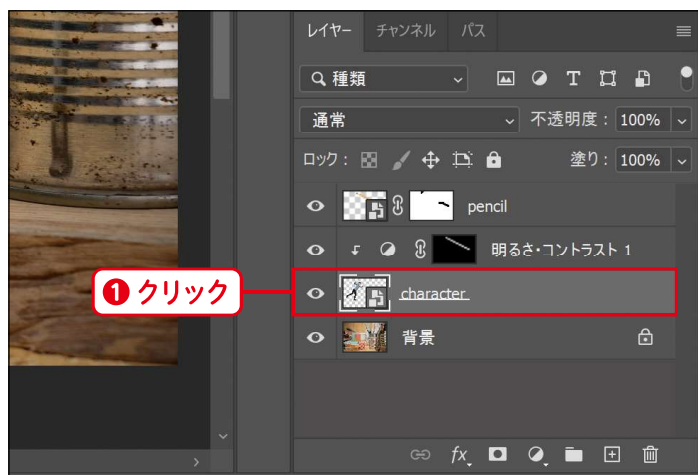 レイヤー チャンネル パス
種類
通常 不透明度： 100%
ロック： 塗り： 100%
pencil
明るさ・コントラスト 1
❶ クリック
character
背景
fx